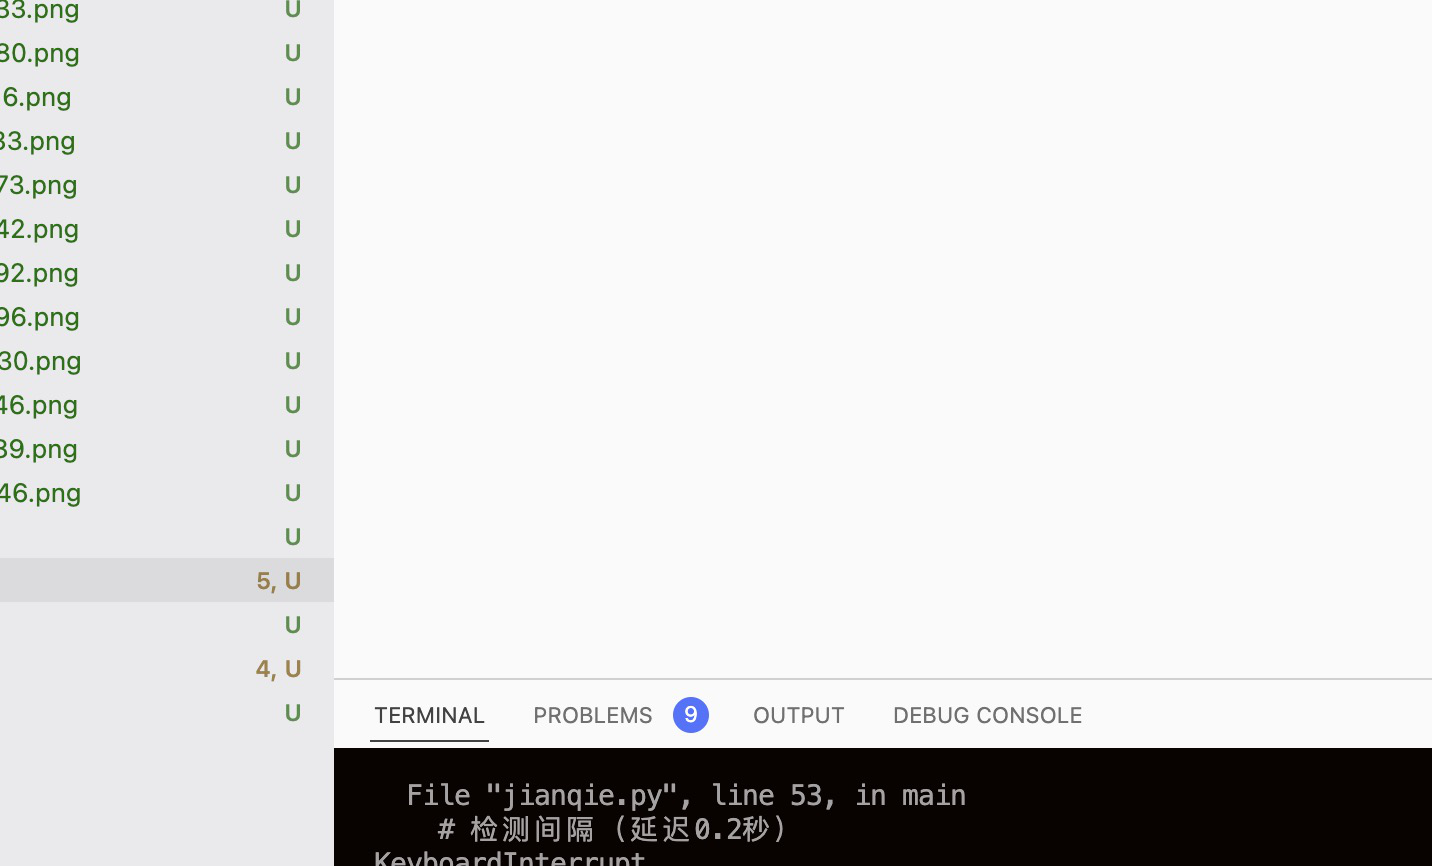 33.png U
80.png U
6.png U
33.png U
73.png U
42.png U
92.png U
96.png U
30.png U
46.png U
39.png U
46.png U
U
5, U
U
4, U
U
TERMINAL PROBLEMS 9 OUTPUT DEBUG CONSOLE
File "jianqie.py", line 53, in main
# 检测间隔（延迟0.2秒）
KeyboardInterrupt